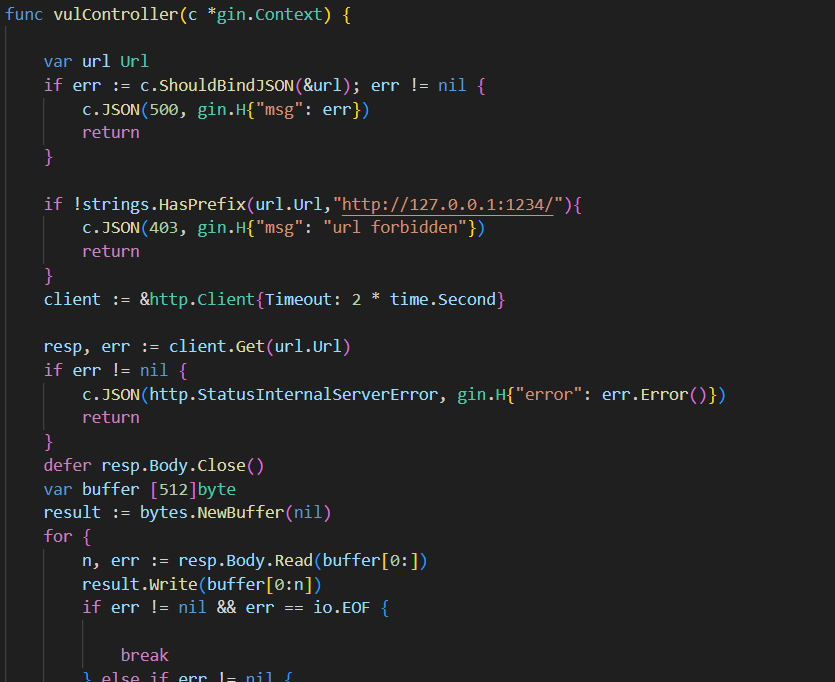 func vulController(c *gin.Context) {
var url Url
if err := c.ShouldBindJSON(&url); err != nil {
c.JSON(500, gin.H{"msg": err})
return
}
if !strings.HasPrefix(url.Url,"http://127.0.0.1:1234/"){
c.JSON(403, gin.H{"msg": "url forbidden"})
return
}
client := &http.Client{Timeout: 2 * time.Second}
resp, err := client.Get(url.Url)
if err != nil {
c.JSON(http.StatusInternalServerError, gin.H{"error": err.Error()})
return
}
defer resp.Body.Close()
var buffer [512]byte
result := bytes.NewBuffer(nil)
for {
n, err := resp.Body.Read(buffer[0:])
result.Write(buffer[0:n])
if err != nil && err == io.EOF {
break
} else if err != nil {